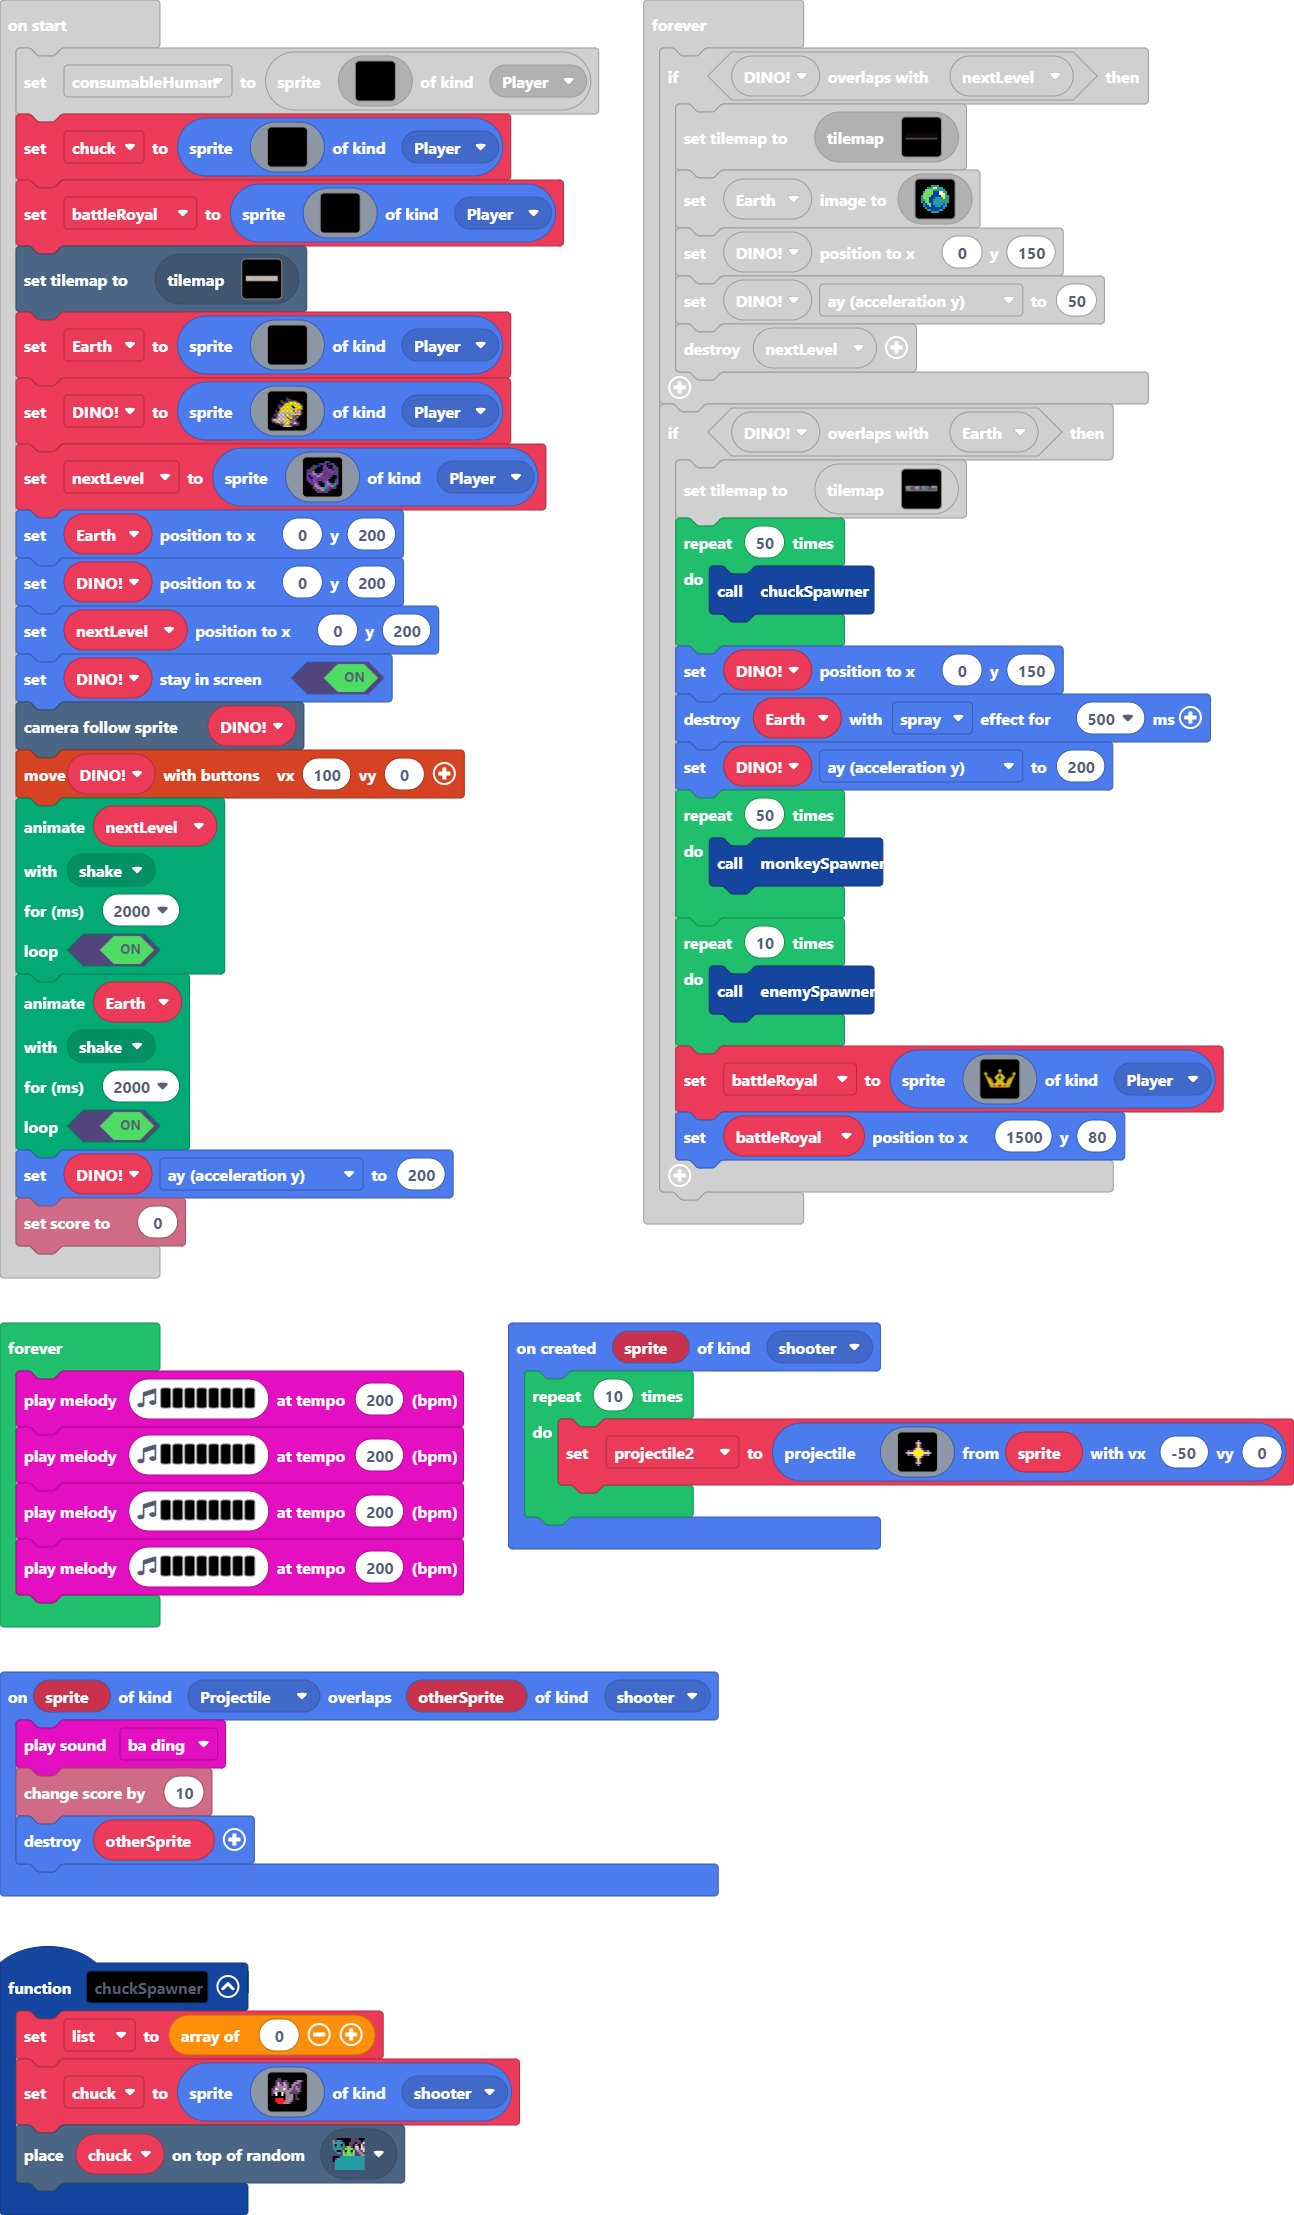 on start
set consumableHuman to sprite of kind Player
set chuck to sprite of kind Player
set battleRoyal to sprite of kind Player
set tilemap to tilemap
set Earth to sprite of kind Player
set DINO! to sprite of kind Player
set nextLevel to sprite of kind Player
set Earth position to x 0 y 200
set DINO! position to x 0 y 200
set nextLevel position to x 0 y 200
set DINO! stay in screen ON
camera follow sprite DINO!
move DINO! with buttons vx 100 vy 0
animate nextLevel
with shake
for (ms) 2000
loop ON
animate Earth
with shake
for (ms) 2000
loop ON
set DINO! ay (acceleration y) to 200
set score to 0
forever
if DINO! overlaps with nextLevel then
set tilemap to tilemap
set Earth image to
set DINO! position to x 0 y 150
set DINO! ay (acceleration y) to 50
destroy nextLevel
if DINO! overlaps with Earth then
set tilemap to tilemap
repeat 50 times
do call chuckSpawner
set DINO! position to x 0 y 150
destroy Earth with spray effect for 500 ms
set DINO! ay (acceleration y) to 200
repeat 50 times
do call monkeySpawner
repeat 10 times
do call enemySpawner
set battleRoyal to sprite of kind Player
set battleRoyal position to x 1500 y 80
forever
play melody at tempo 200 (bpm)
play melody at tempo 200 (bpm)
play melody at tempo 200 (bpm)
play melody at tempo 200 (bpm)
on created sprite of kind shooter
repeat 10 times
do set projectile2 to projectile from sprite with vx -50 vy 0
on sprite of kind Projectile overlaps otherSprite of kind shooter
play sound ba ding
change score by 10
destroy otherSprite
function chuckSpawner
set list to array of 0
set chuck to sprite of kind shooter
place chuck on top of random